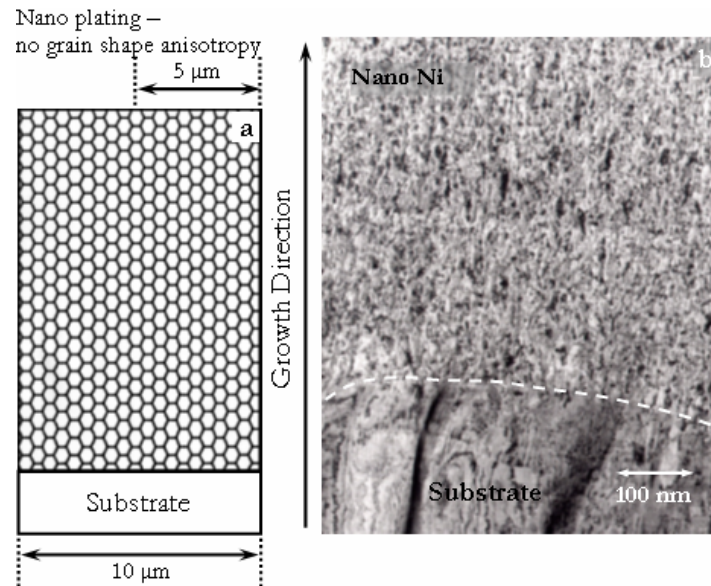 Nano plating –
no grain shape anisotropy
5 µm
a
Growth Direction
Substrate
10 µm
b
Nano Ni
Substrate
100 nm